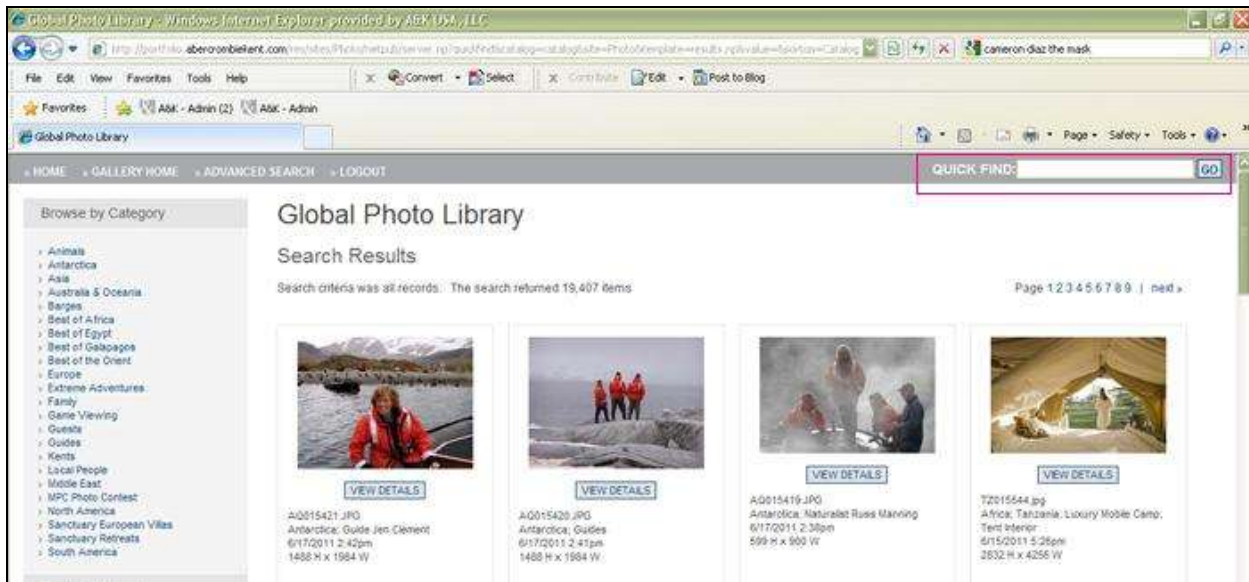 Global Photo Library - Windows Internet Explorer provided by A&K USA, LLC
cameron diaz the mask
File Edit View Favorites Tools Help
x Convert Select x Contribute Edit Post to Blog
Favorites A&K - Admin (2) A&K - Admin
Global Photo Library
Page Safety Tools
HOME GALLERY HOME ADVANCED SEARCH LOGOUT
QUICK FIND: GO
Browse by Category
Animals
Antarctica
Asia
Australia & Oceania
Barges
Best of Africa
Best of Egypt
Best of Galapagos
Best of the Orient
Europe
Extreme Adventures
Family
Game Viewing
Guests
Guides
Kents
Local People
Middle East
MPC Photo Contest
North America
Sanctuary European Villas
Sanctuary Retreats
South America
Global Photo Library
Search Results
Search criteria was all records. The search returned 19,407 items
Page 1 2 3 4 5 6 7 8 9 | next »
VIEW DETAILS
AQ015421.JPG
Antarctica; Guide Jen Clement
6/17/2011 2:42pm
1488 H x 1984 W
VIEW DETAILS
AQ015420.JPG
Antarctica; Guides
6/17/2011 2:41pm
1488 H x 1984 W
VIEW DETAILS
AQ015419.JPG
Antarctica; Naturalist Russ Manning
6/17/2011 2:38pm
599 H x 900 W
VIEW DETAILS
TZ015544.jpg
Africa; Tanzania; Luxury Mobile Camp;
Tent Interior
6/15/2011 5:26pm
2832 H x 4256 W